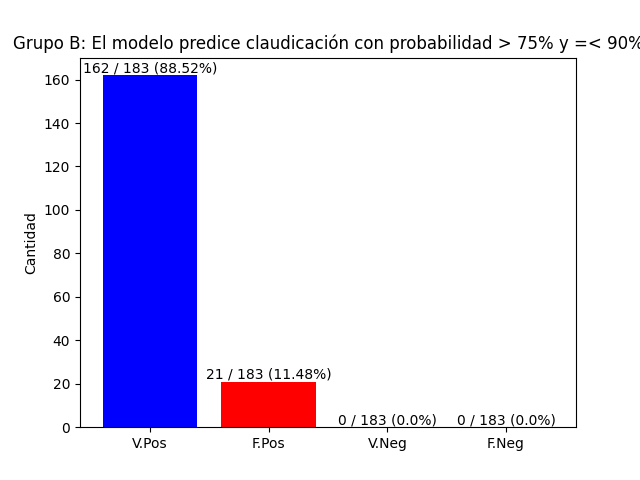 Grupo B: El modelo predice claudicación con probabilidad > 75% y =< 90%
162 / 183 (88.52%)
21 / 183 (11.48%)
0 / 183 (0.0%)
0 / 183 (0.0%)
Cantidad
160
140
120
100
80
60
40
20
0
V.Pos
F.Pos
V.Neg
F.Neg